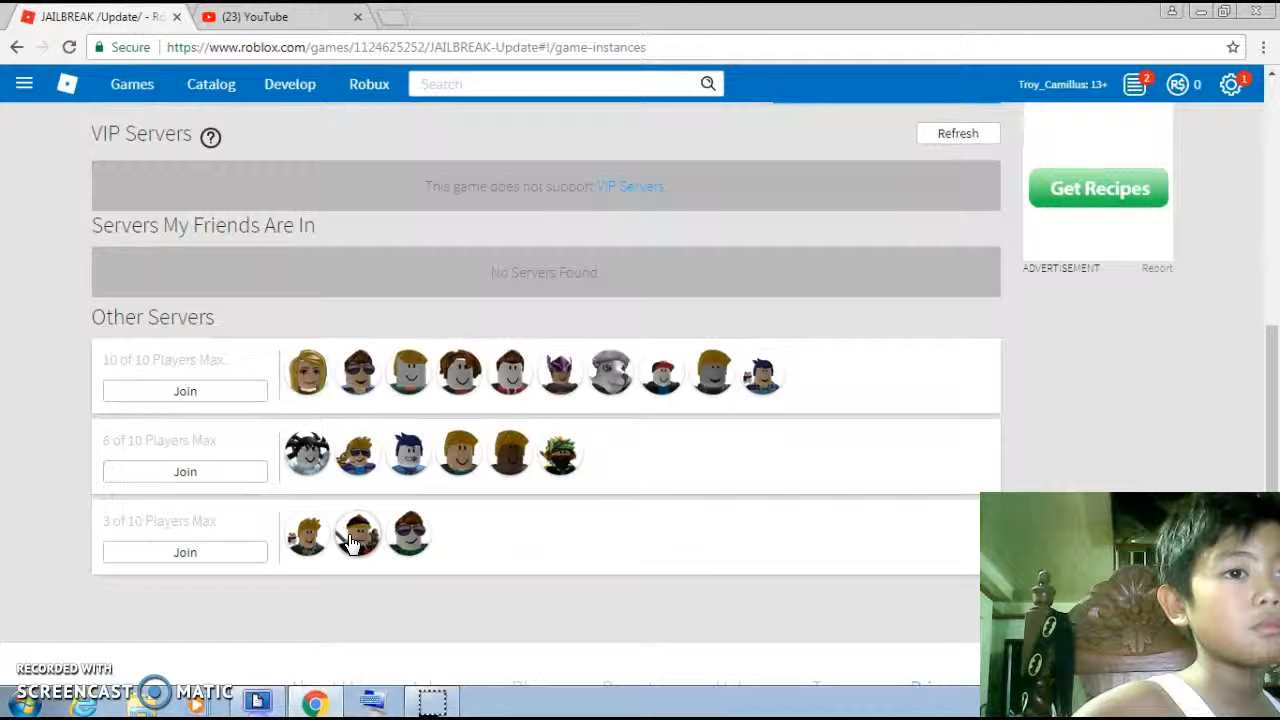 JAILBREAK /Update/ - Ro
(23) YouTube
Secure https://www.roblox.com/games/1124625252/JAILBREAK-Update#!/game-instances
Games Catalog Develop Robux Search Troy_Camillus: 13+ 2 R$ 0 1
VIP Servers ? Refresh
This game does not support VIP Servers.
Get Recipes
Servers My Friends Are In
ADVERTISEMENT Report
No Servers Found.
Other Servers
10 of 10 Players Max
Join
6 of 10 Players Max
Join
3 of 10 Players Max
Join
RECORDED WITH
SCREENCAST MATIC